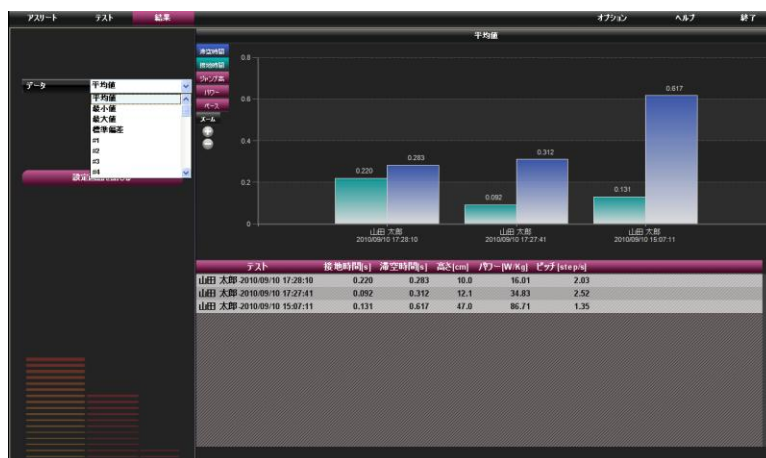 アスリート テスト 結果 オプション ヘルプ 終了
平均値
滞空時間
接地時間
ジャンプ高
パワー
ペース
ズーム
データ 平均値
平均値
最小値
最大値
標準偏差
#1
#2
#3
#4
0.8
0.6
0.4
0.2
0
0.220
0.283
0.092
0.312
0.131
0.617
山田 太郎
2010/09/10 17:28:10
山田 太郎
2010/09/10 17:27:41
山田 太郎
2010/09/10 15:07:11
テスト 接地時間[s] 滞空時間[s] 高さ[cm] パワー[W/Kg] ピッチ[step/s]
山田 太郎-2010/09/10 17:28:10 0.220 0.283 10.0 16.01 2.03
山田 太郎-2010/09/10 17:27:41 0.092 0.312 12.1 34.83 2.52
山田 太郎-2010/09/10 15:07:11 0.131 0.617 47.0 86.71 1.35